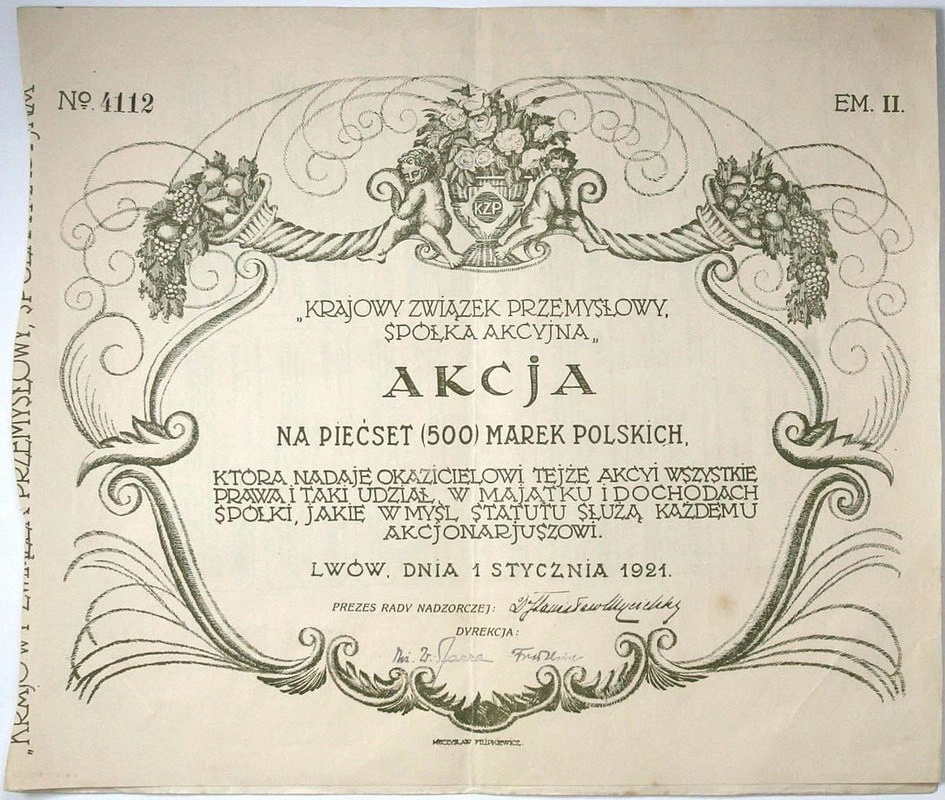 No. 4112
EM. II.
KZP
„KRAJOWY ZWIĄZEK PRZEMYSŁOWY,
SPÓŁKA AKCYJNA„
AKCJA
NA PIEĆSET (500) MAREK POLSKICH,
KTÓRA NADAJE OKAZICIELOWI TEJŻE AKCYI WSZYSTKIE
PRAWA I TAKI UDZIAŁ, W MAJĄTKU I DOCHODACH
SPÓŁKI, JAKIE W MYŚL STATUTU SŁUŻĄ KAŻDEMU
AKCJONARJUSZOWI.
LWÓW, DNIA 1 STYCZNIA 1921.
PREZES RADY NADZORCZEJ:
DYREKCJA:
MIECZYSŁAW FILIPKIEWICZ.